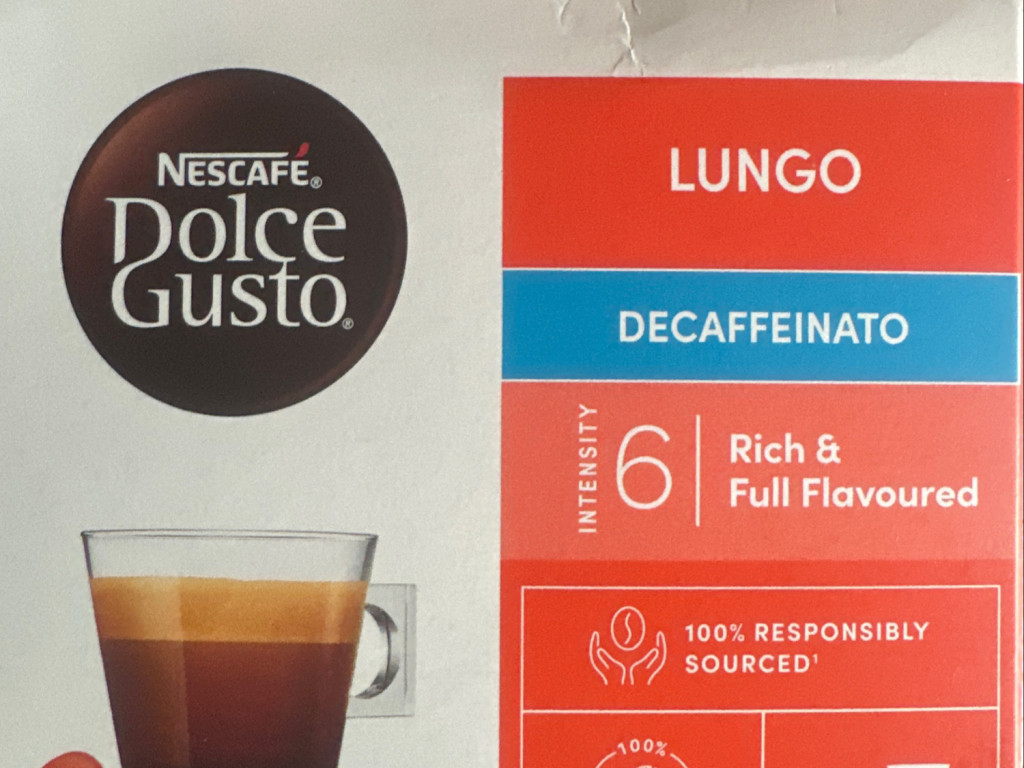 NESCAFÉ®
Dolce
Gusto®
LUNGO
DECAFFEINATO
INTENSITY
6
Rich &
Full Flavoured
100% RESPONSIBLY
SOURCED¹
100%